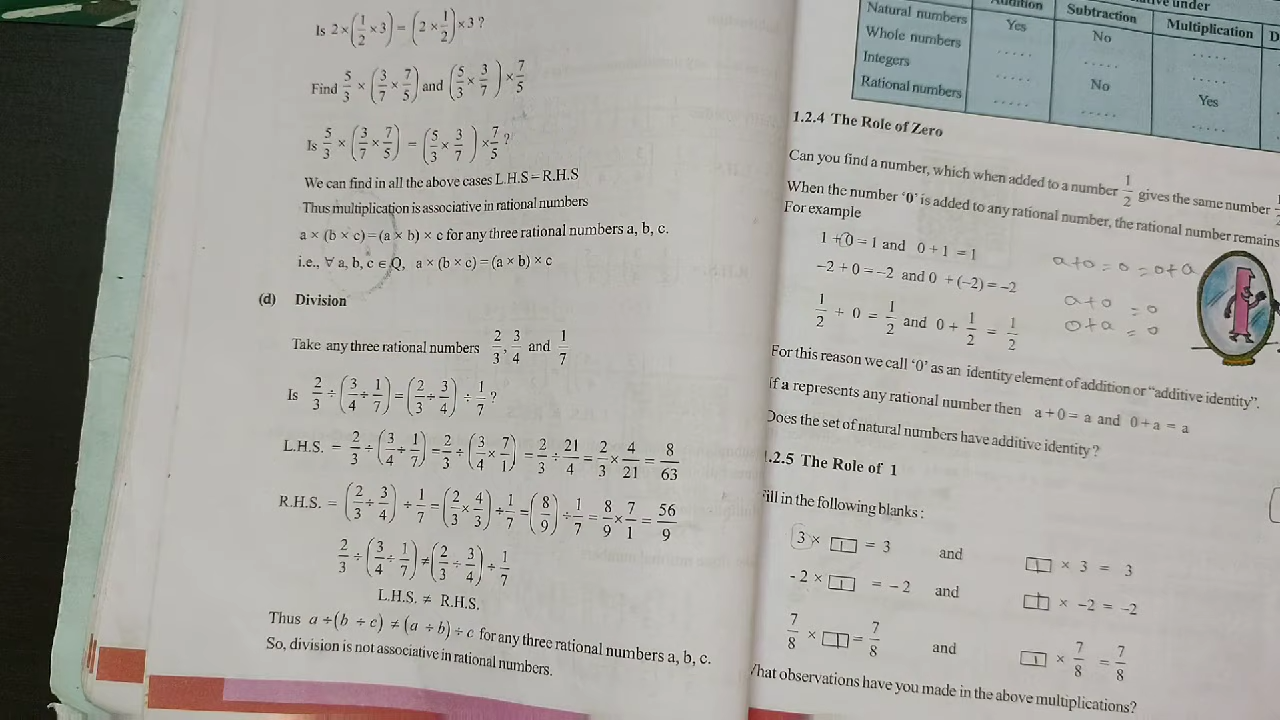 Is 2×(1/2×3)=(2×1/2)×3?
Find 5/3 × (3/7 × 7/5) and (5/3 × 3/7) × 7/5
Is 5/3 × (3/7 × 7/5) = (5/3 × 3/7) × 7/5?
We can find in all the above cases L.H.S = R.H.S
Thus multiplication is associative in rational numbers
a × (b × c) = (a × b) × c for any three rational numbers a, b, c.
i.e., ∀ a, b, c ∈ Q, a × (b × c) = (a × b) × c
(d) Division
Take any three rational numbers 2/3, 3/4 and 1/7
Is 2/3 ÷ (3/4 ÷ 1/7) = (2/3 ÷ 3/4) ÷ 1/7?
L.H.S. = 2/3 ÷ (3/4 ÷ 1/7) = 2/3 ÷ (3/4 × 7/1) = 2/3 ÷ 21/4 = 2/3 × 4/21 = 8/63
R.H.S. = (2/3 ÷ 3/4) ÷ 1/7 = (2/3 × 4/3) ÷ 1/7 = (8/9) ÷ 1/7 = 8/9 × 7/1 = 56/9
2/3 ÷ (3/4 ÷ 1/7) ≠ (2/3 ÷ 3/4) ÷ 1/7
L.H.S. ≠ R.H.S.
Thus a ÷ (b ÷ c) ≠ (a ÷ b) ÷ c for any three rational numbers a, b, c.
So, division is not associative in rational numbers.
under
Addition Subtraction Multiplication D
Natural numbers Yes No .....
Whole numbers ..... ..... .....
Integers ..... No Yes
Rational numbers ..... ..... .....
1.2.4 The Role of Zero
Can you find a number, which when added to a number 1/2 gives the same number
When the number ‘0’ is added to any rational number, the rational number remains
For example
1 + 0 = 1 and 0 + 1 = 1
a+0=0=0+a
–2 + 0 = –2 and 0 + (–2) = –2
a+0 = 0
1/2 + 0 = 1/2 and 0 + 1/2 = 1/2
0+a = 0
For this reason we call ‘0’ as an identity element of addition or “additive identity”.
If a represents any rational number then a + 0 = a and 0 + a = a
Does the set of natural numbers have additive identity?
.2.5 The Role of 1
Fill in the following blanks :
3 × 1 = 3 and 1 × 3 = 3
-2 × 1 = –2 and 1 × –2 = –2
7/8 × 1 = 7/8 and 1 × 7/8 = 7/8
What observations have you made in the above multiplications?